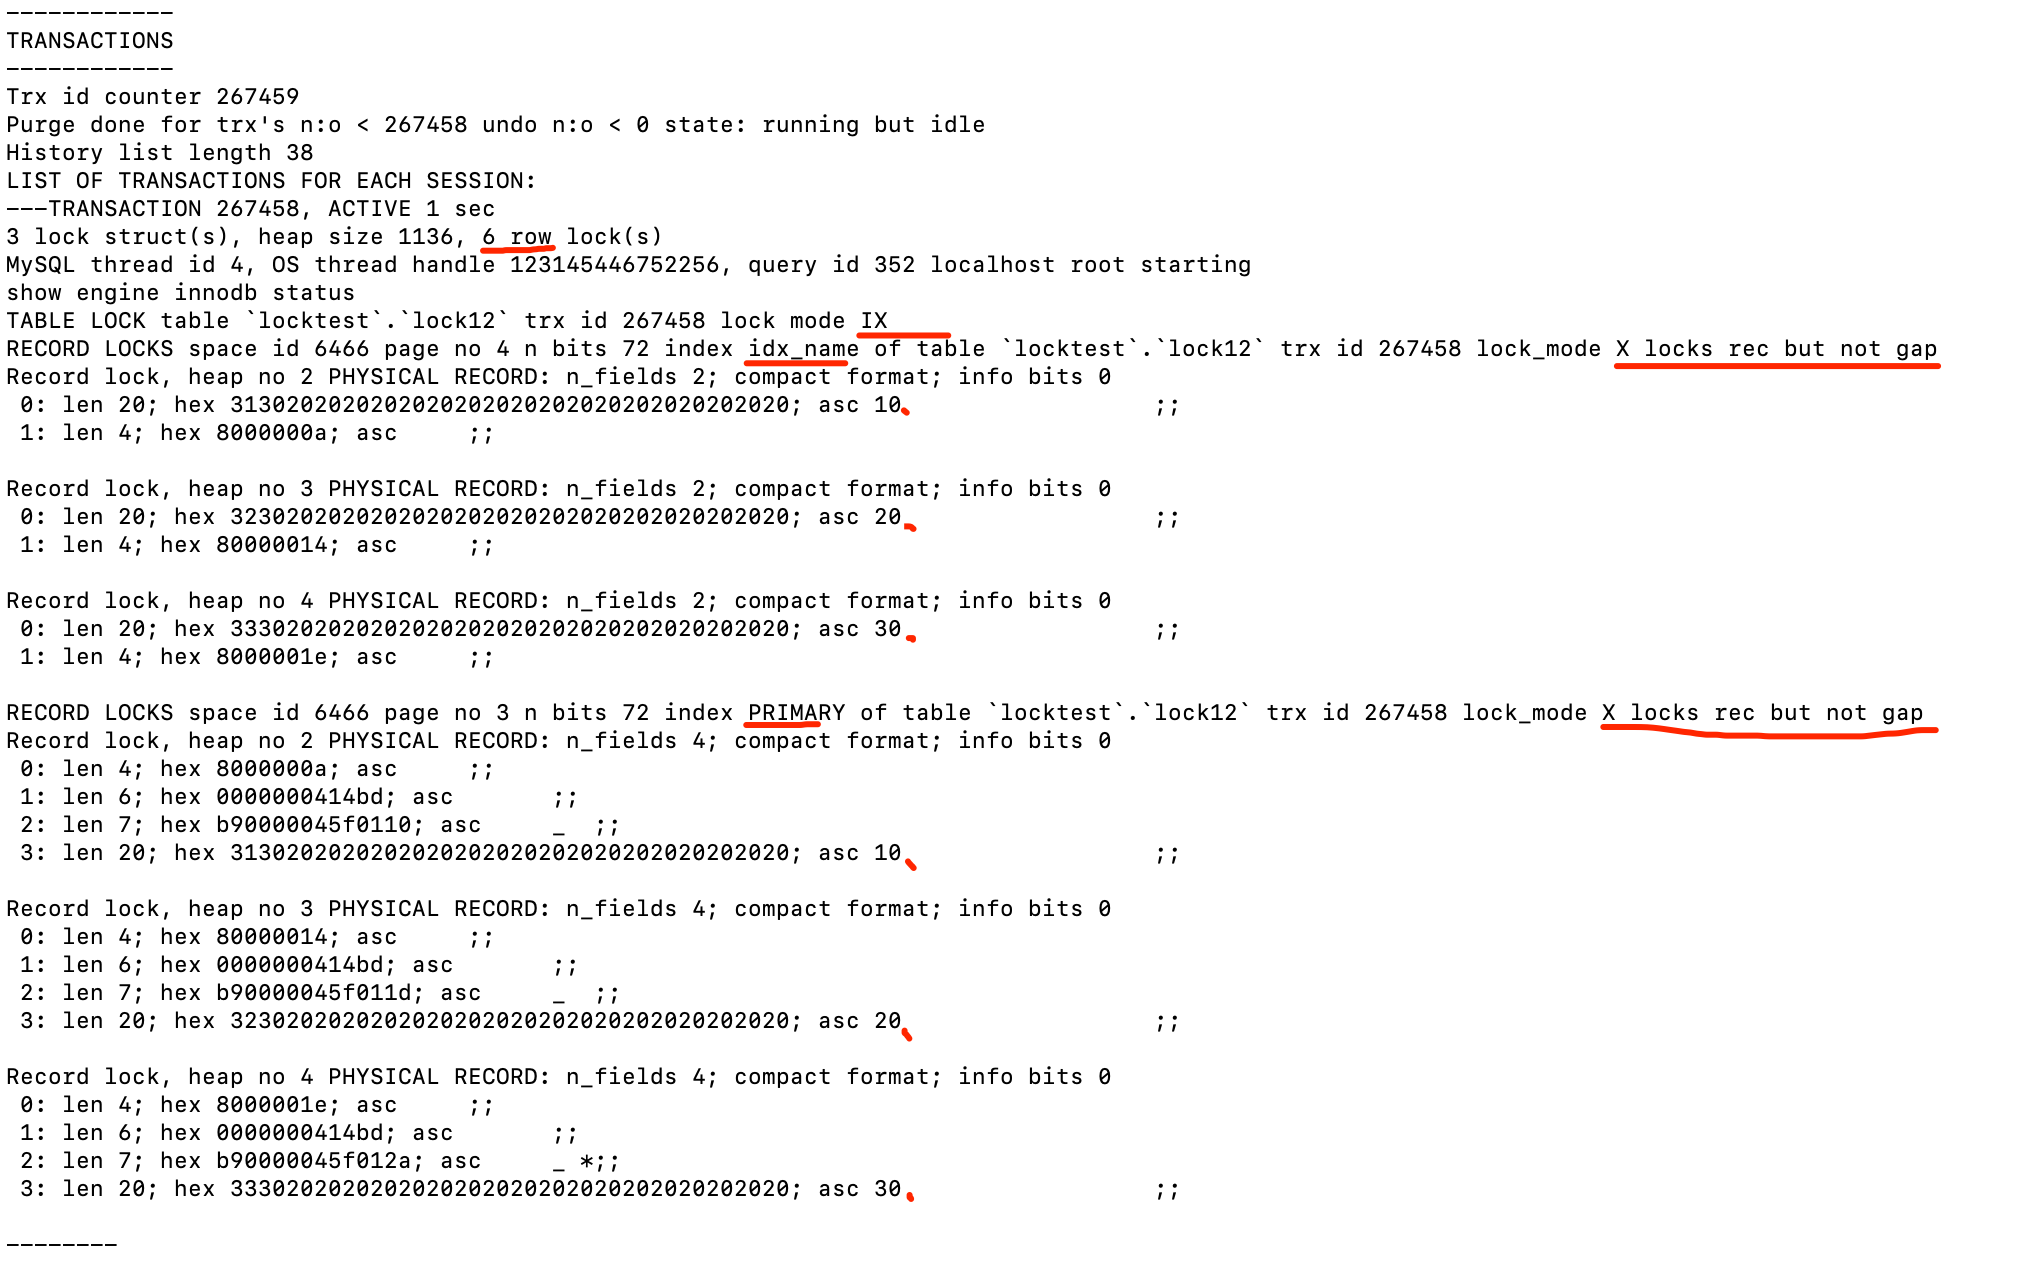 ------------
TRANSACTIONS
------------
Trx id counter 267459
Purge done for trx's n:o < 267458 undo n:o < 0 state: running but idle
History list length 38
LIST OF TRANSACTIONS FOR EACH SESSION:
---TRANSACTION 267458, ACTIVE 1 sec
3 lock struct(s), heap size 1136, 6 row lock(s)
MySQL thread id 4, OS thread handle 123145446752256, query id 352 localhost root starting
show engine innodb status
TABLE LOCK table `locktest`.`lock12` trx id 267458 lock mode IX
RECORD LOCKS space id 6466 page no 4 n bits 72 index idx_name of table `locktest`.`lock12` trx id 267458 lock_mode X locks rec but not gap
Record lock, heap no 2 PHYSICAL RECORD: n_fields 2; compact format; info bits 0
 0: len 20; hex 3130202020202020202020202020202020202020; asc 10                  ;;
 1: len 4; hex 8000000a; asc     ;;

Record lock, heap no 3 PHYSICAL RECORD: n_fields 2; compact format; info bits 0
 0: len 20; hex 3230202020202020202020202020202020202020; asc 20                  ;;
 1: len 4; hex 80000014; asc     ;;

Record lock, heap no 4 PHYSICAL RECORD: n_fields 2; compact format; info bits 0
 0: len 20; hex 3330202020202020202020202020202020202020; asc 30                  ;;
 1: len 4; hex 8000001e; asc     ;;

RECORD LOCKS space id 6466 page no 3 n bits 72 index PRIMARY of table `locktest`.`lock12` trx id 267458 lock_mode X locks rec but not gap
Record lock, heap no 2 PHYSICAL RECORD: n_fields 4; compact format; info bits 0
 0: len 4; hex 8000000a; asc     ;;
 1: len 6; hex 0000000414bd; asc       ;;
 2: len 7; hex b90000045f0110; asc     _  ;;
 3: len 20; hex 3130202020202020202020202020202020202020; asc 10                  ;;

Record lock, heap no 3 PHYSICAL RECORD: n_fields 4; compact format; info bits 0
 0: len 4; hex 80000014; asc     ;;
 1: len 6; hex 0000000414bd; asc       ;;
 2: len 7; hex b90000045f011d; asc     _  ;;
 3: len 20; hex 3230202020202020202020202020202020202020; asc 20                  ;;

Record lock, heap no 4 PHYSICAL RECORD: n_fields 4; compact format; info bits 0
 0: len 4; hex 8000001e; asc     ;;
 1: len 6; hex 0000000414bd; asc       ;;
 2: len 7; hex b90000045f012a; asc     _ *;;
 3: len 20; hex 3330202020202020202020202020202020202020; asc 30                  ;;

--------